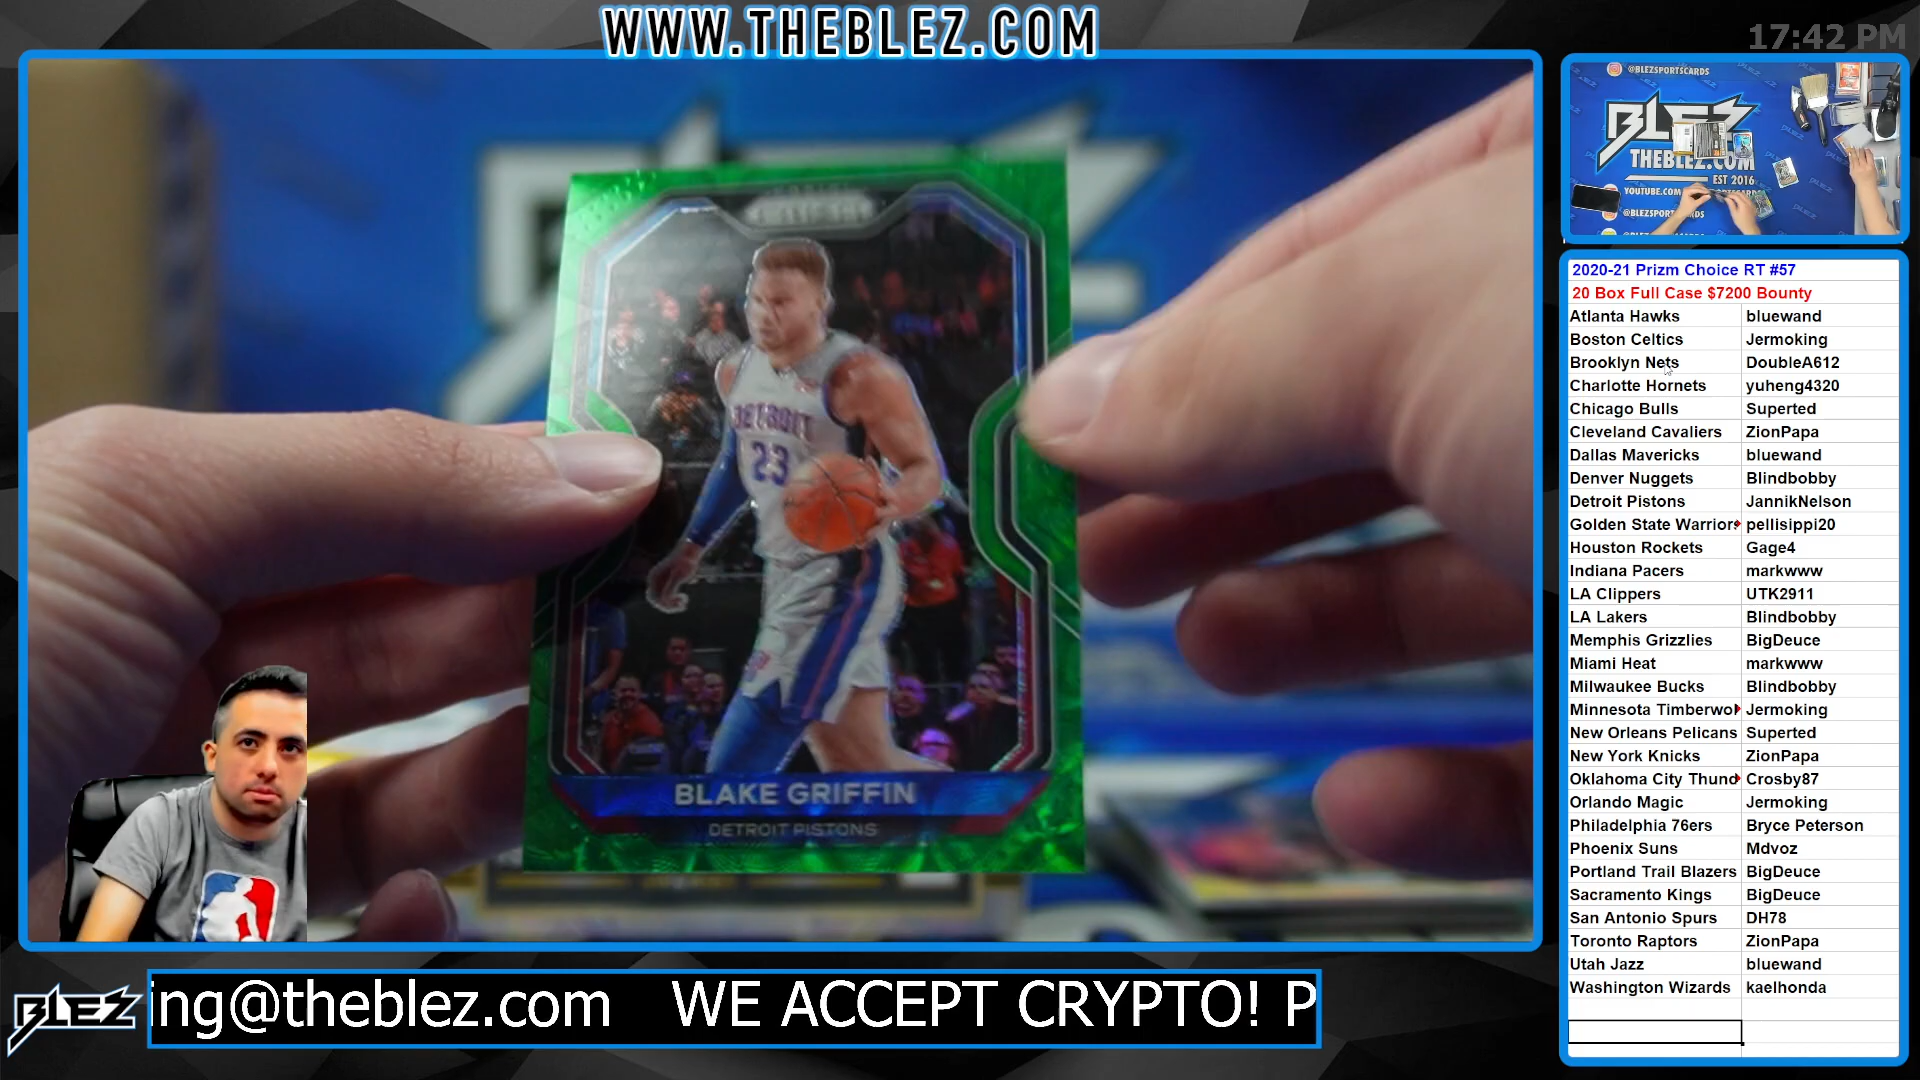 WWW.THEBLEZ.COM
17:42 PM
@BLEZSPORTSCARDS
BLEZ
THEBLEZ.COM
EST 2016
DETROIT
23
BLAKE GRIFFIN
DETROIT PISTONS
2020-21 Prizm Choice RT #57
20 Box Full Case $7200 Bounty
Atlanta Hawks bluewand
Boston Celtics Jermoking
Brooklyn Nets DoubleA612
Charlotte Hornets yuheng4320
Chicago Bulls Superted
Cleveland Cavaliers ZionPapa
Dallas Mavericks bluewand
Denver Nuggets Blindbobby
Detroit Pistons JannikNelson
Golden State Warriors pellisippi20
Houston Rockets Gage4
Indiana Pacers markwww
LA Clippers UTK2911
LA Lakers Blindbobby
Memphis Grizzlies BigDeuce
Miami Heat markwww
Milwaukee Bucks Blindbobby
Minnesota Timberwol Jermoking
New Orleans Pelicans Superted
New York Knicks ZionPapa
Oklahoma City Thund Crosby87
Orlando Magic Jermoking
Philadelphia 76ers Bryce Peterson
Phoenix Suns Mdvoz
Portland Trail Blazers BigDeuce
Sacramento Kings BigDeuce
San Antonio Spurs DH78
Toronto Raptors ZionPapa
Utah Jazz bluewand
Washington Wizards kaelhonda
BLEZ
ing@theblez.com WE ACCEPT CRYPTO! P